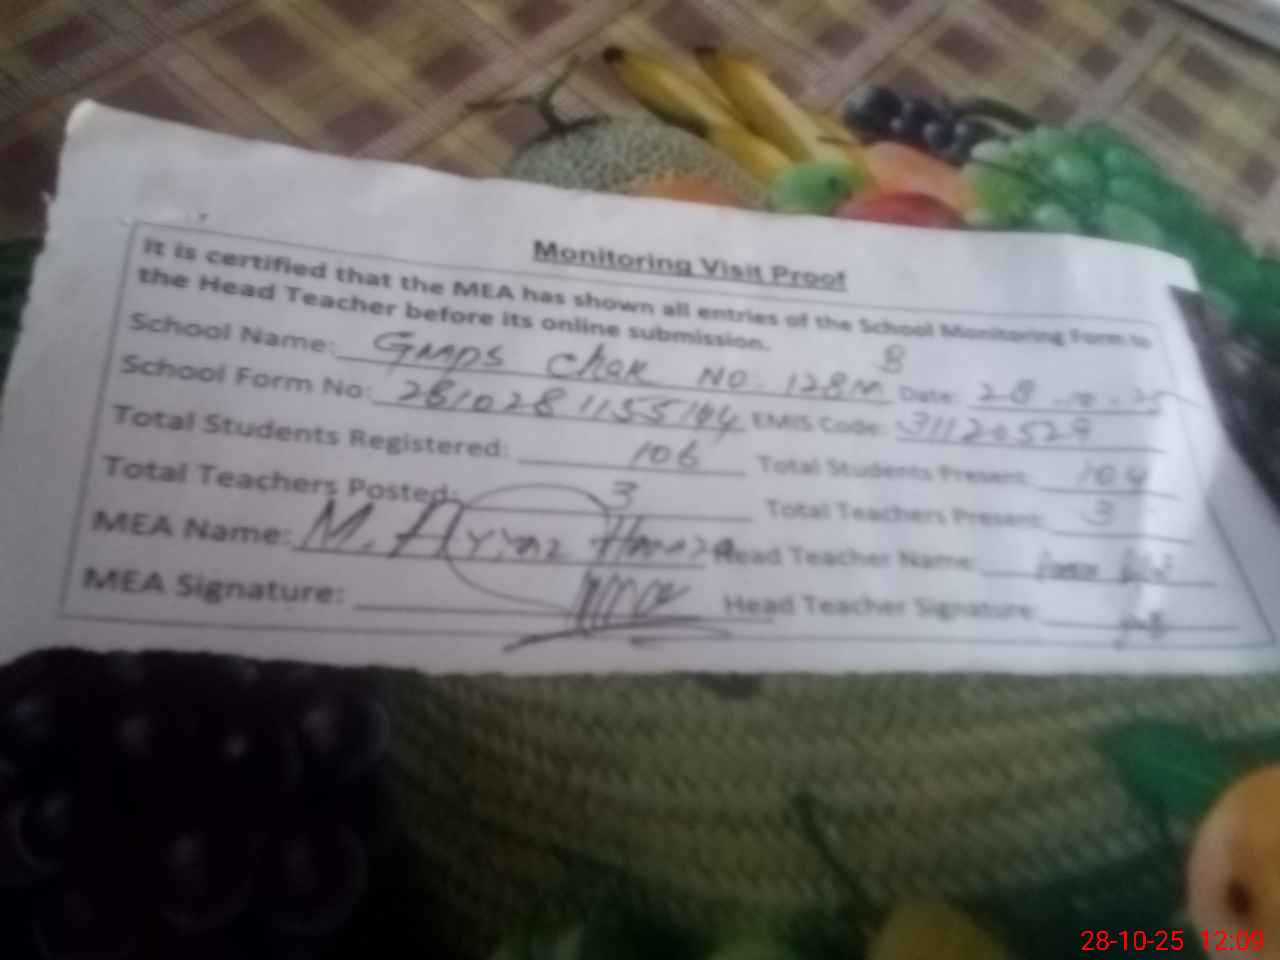 Monitoring Visit Proof
It is certified that the MEA has shown all entries of the School Monitoring Form to
the Head Teacher before its online submission.
School Name: GMPS Chak NO. 128M B Date: 28-10-25
School Form No: 2810281155144 EMIS Code: 31120529
Total Students Registered: 106 Total Students Present: 104
Total Teachers Posted: 3 Total Teachers Present: 3
MEA Name: M. Ayyaz Hamza Head Teacher Name:
MEA Signature: Head Teacher Signature:
28-10-25 12:09